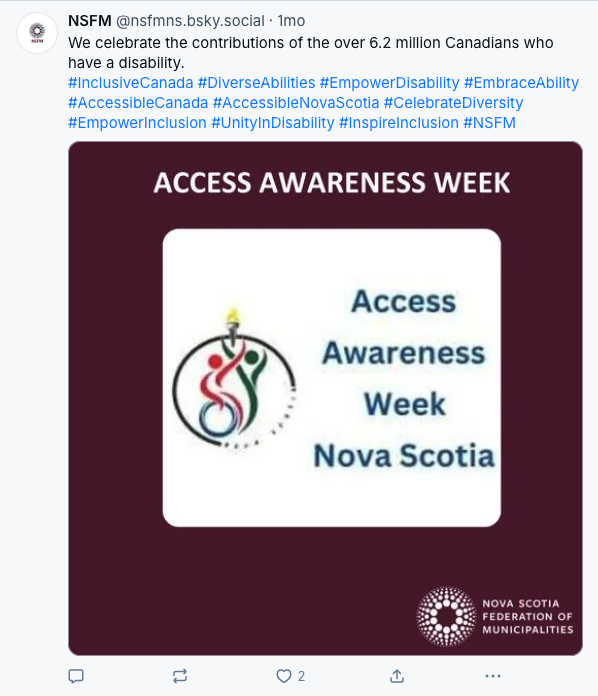 NSFM @nsfmns.bsky.social · 1mo
We celebrate the contributions of the over 6.2 million Canadians who
have a disability.
#InclusiveCanada #DiverseAbilities #EmpowerDisability #EmbraceAbility
#AccessibleCanada #AccessibleNovaScotia #CelebrateDiversity
#EmpowerInclusion #UnityInDisability #InspireInclusion #NSFM
ACCESS AWARENESS WEEK
Access
Awareness
Week
Nova Scotia
NOVA SCOTIA
FEDERATION OF
MUNICIPALITIES
2